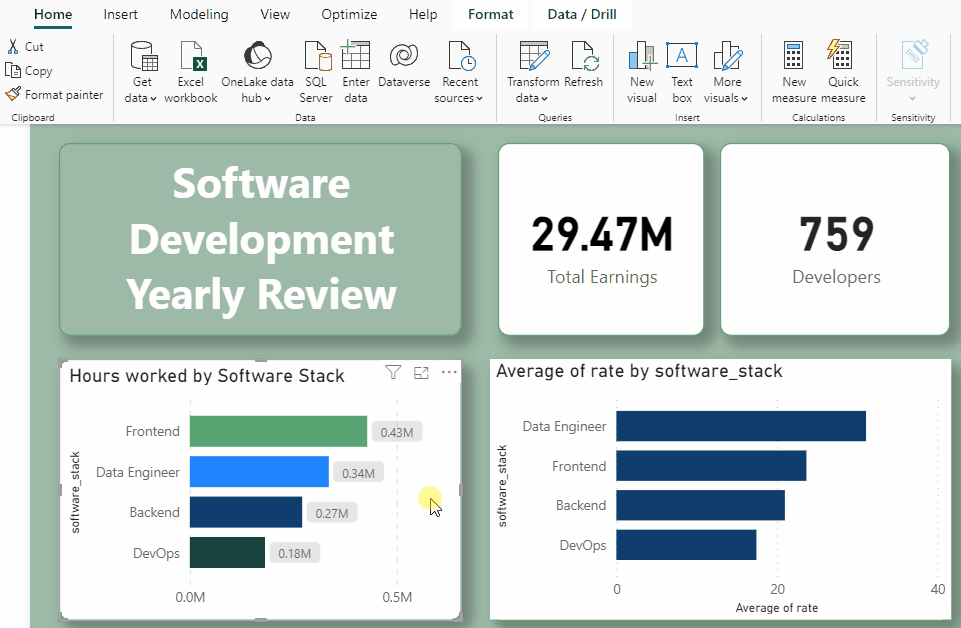 Home Insert Modeling View Optimize Help Format Data / Drill
Cut
Copy
Format painter
Clipboard
Get data
Excel workbook
OneLake data hub
SQL Server
Enter data
Dataverse
Recent sources
Data
Transform data
Refresh
Queries
New visual
Text box
More visuals
Insert
New measure
Quick measure
Calculations
Sensitivity
Sensitivity
Software
Development
Yearly Review
29.47M
Total Earnings
759
Developers
Hours worked by Software Stack
software_stack
Frontend 0.43M
Data Engineer 0.34M
Backend 0.27M
DevOps 0.18M
0.0M 0.5M
Average of rate by software_stack
software_stack
Data Engineer
Frontend
Backend
DevOps
0 20 40
Average of rate